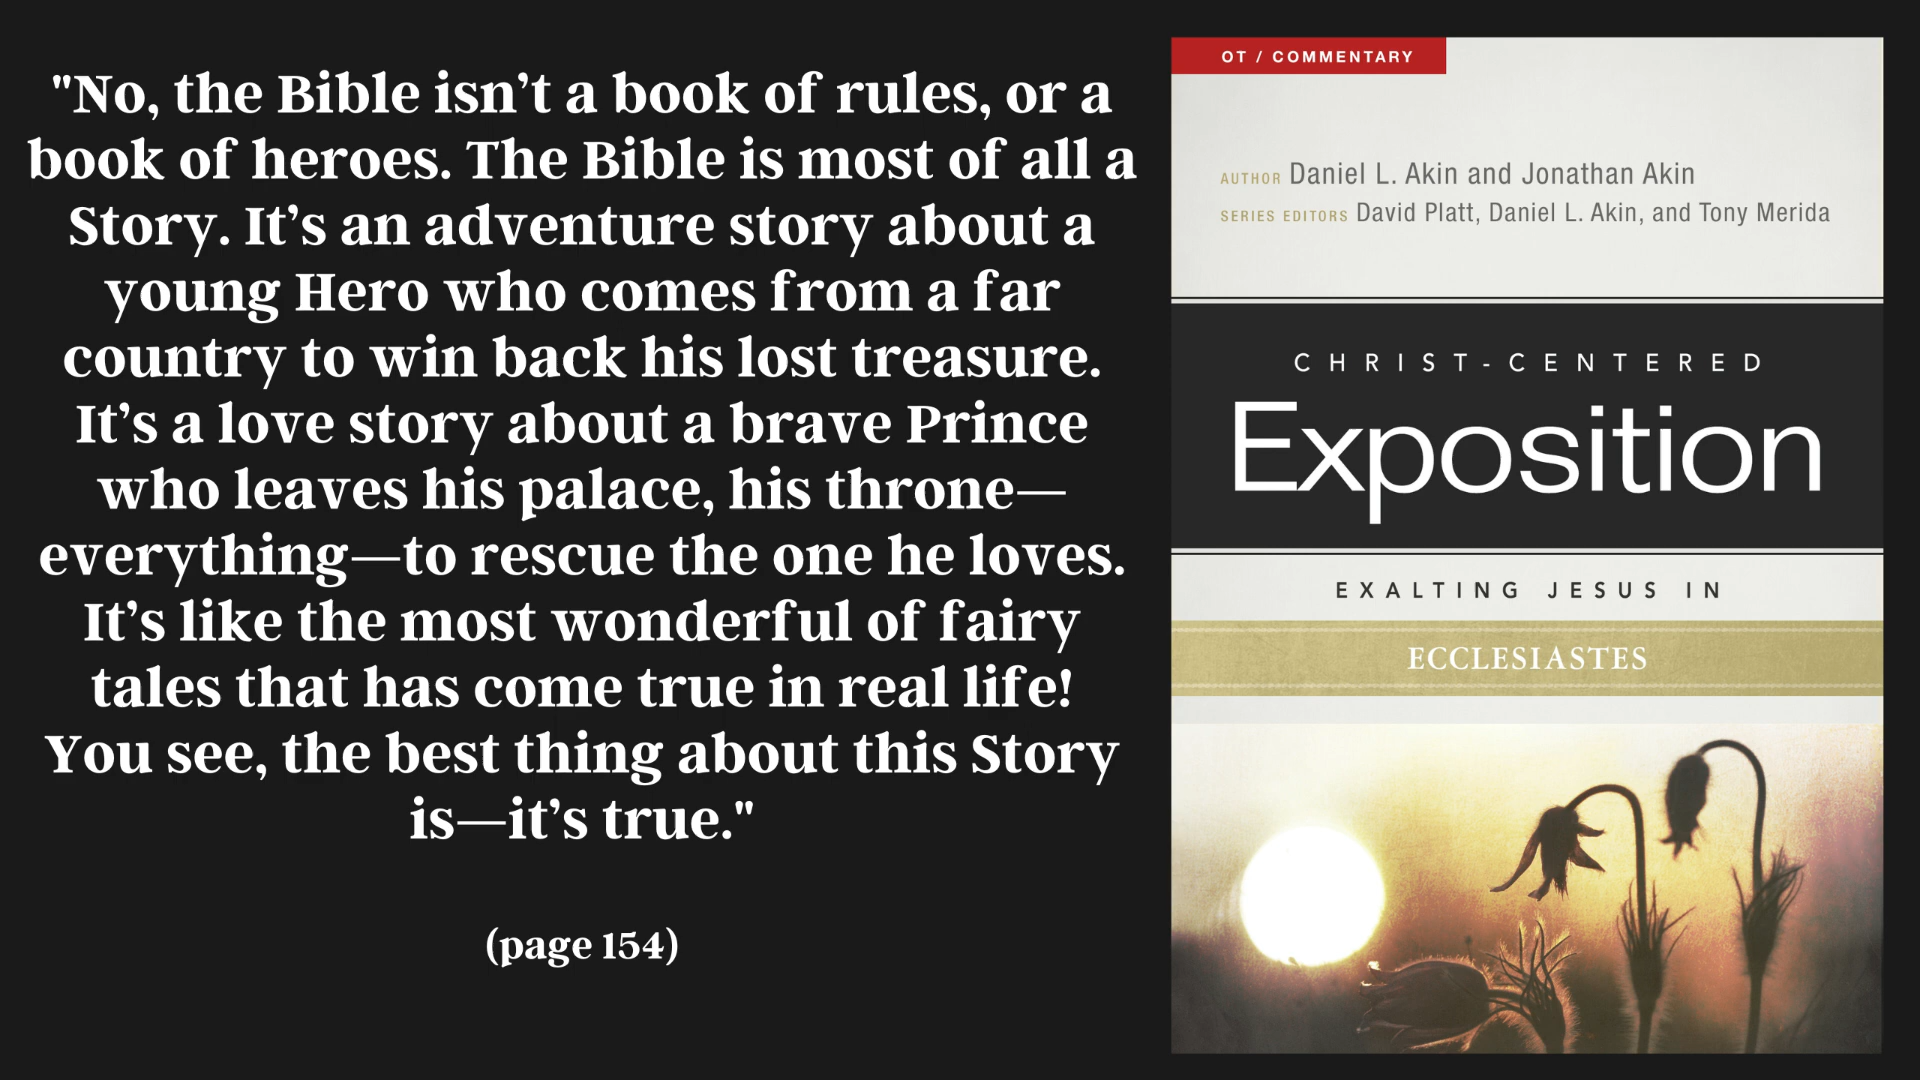 "No, the Bible isn’t a book of rules, or a
book of heroes. The Bible is most of all a
Story. It’s an adventure story about a
young Hero who comes from a far
country to win back his lost treasure.
It’s a love story about a brave Prince
who leaves his palace, his throne—
everything—to rescue the one he loves.
It’s like the most wonderful of fairy
tales that has come true in real life!
You see, the best thing about this Story
is—it’s true."
(page 154)
OT / COMMENTARY
AUTHOR Daniel L. Akin and Jonathan Akin
SERIES EDITORS David Platt, Daniel L. Akin, and Tony Merida
CHRIST-CENTERED
Exposition
EXALTING JESUS IN
ECCLESIASTES